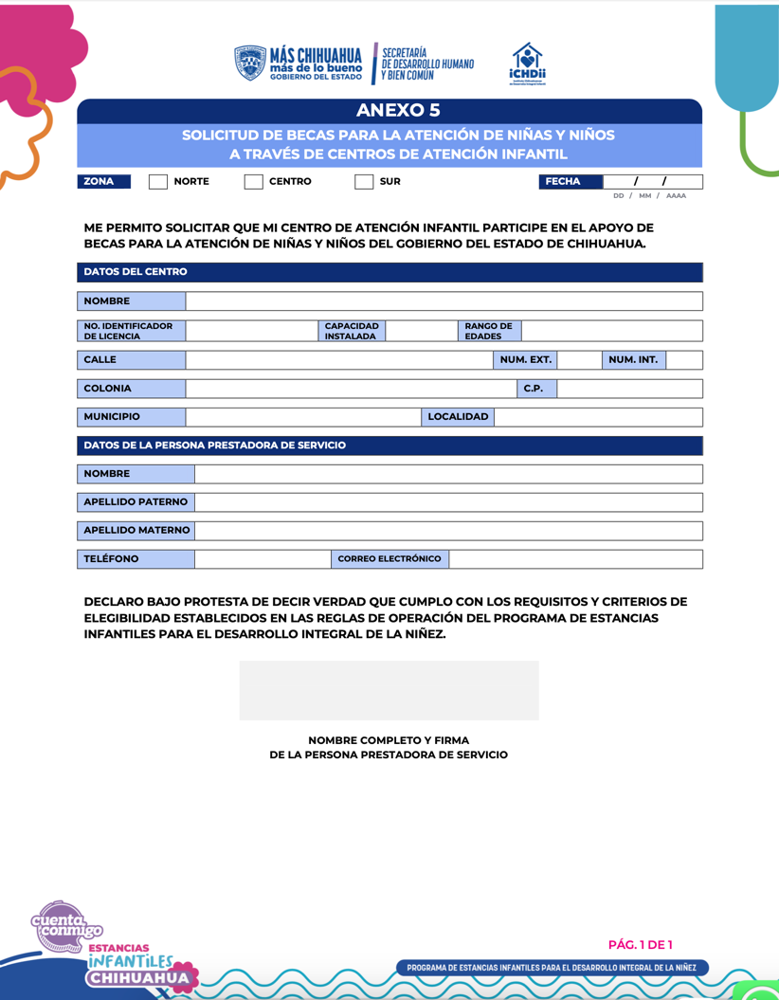 MÁS CHIHUAHUA
más de lo bueno
GOBIERNO DEL ESTADO
SECRETARÍA
DE DESARROLLO HUMANO
Y BIEN COMÚN
iCHDii
ANEXO 5
SOLICITUD DE BECAS PARA LA ATENCIÓN DE NIÑAS Y NIÑOS
A TRAVÉS DE CENTROS DE ATENCIÓN INFANTIL
ZONA NORTE CENTRO SUR FECHA / /
DD / MM / AAAA
ME PERMITO SOLICITAR QUE MI CENTRO DE ATENCIÓN INFANTIL PARTICIPE EN EL APOYO DE
BECAS PARA LA ATENCIÓN DE NIÑAS Y NIÑOS DEL GOBIERNO DEL ESTADO DE CHIHUAHUA.
DATOS DEL CENTRO
NOMBRE
NO. IDENTIFICADOR
DE LICENCIA
CAPACIDAD
INSTALADA
RANGO DE
EDADES
CALLE NUM. EXT. NUM. INT.
COLONIA C.P.
MUNICIPIO LOCALIDAD
DATOS DE LA PERSONA PRESTADORA DE SERVICIO
NOMBRE
APELLIDO PATERNO
APELLIDO MATERNO
TELÉFONO CORREO ELECTRÓNICO
DECLARO BAJO PROTESTA DE DECIR VERDAD QUE CUMPLO CON LOS REQUISITOS Y CRITERIOS DE
ELEGIBILIDAD ESTABLECIDOS EN LAS REGLAS DE OPERACIÓN DEL PROGRAMA DE ESTANCIAS
INFANTILES PARA EL DESARROLLO INTEGRAL DE LA NIÑEZ.
NOMBRE COMPLETO Y FIRMA
DE LA PERSONA PRESTADORA DE SERVICIO
cuenta
conmigo
ESTANCIAS
iNFANTiLES
CHIHUAHUA
PÁG. 1 DE 1
PROGRAMA DE ESTANCIAS INFANTILES PARA EL DESARROLLO INTEGRAL DE LA NIÑEZ